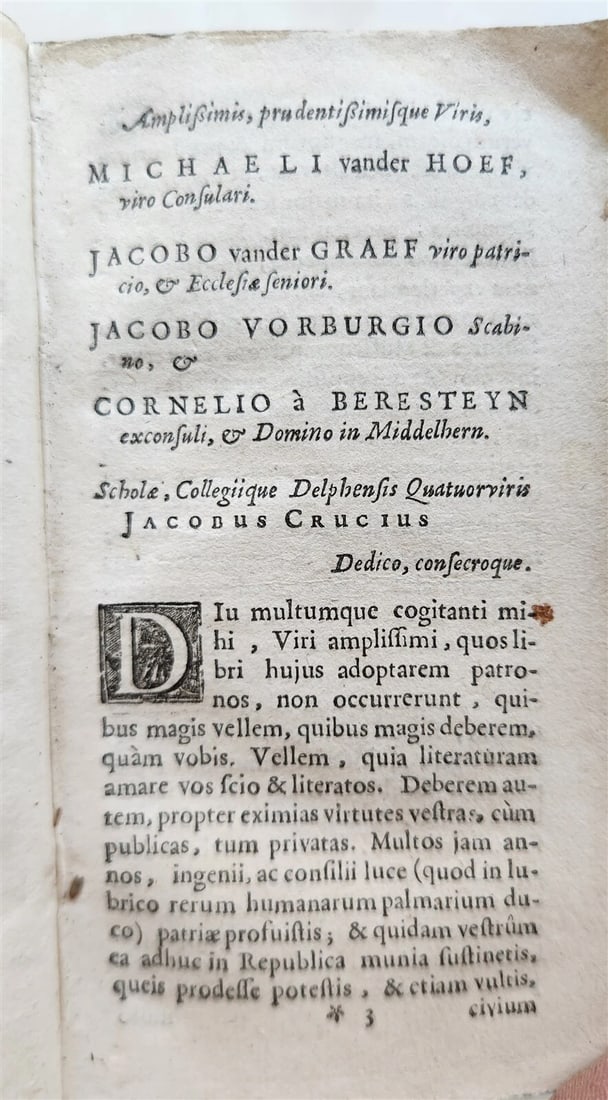 Ampliſsimis, prudentiſsimiſque Viris,
MICHAELI vander HOEF,
viro Conſulari.
JACOBO vander GRAEF viro patri-
cio, & Eccleſiæ ſeniori.
JACOBO VORBURGIO Scabi-
no, &
CORNELIO à BERESTEYN
exconſuli, & Domino in Middelhern.
Scholæ, Collegiique Delphenſis Quatuorviris
JACOBUS CRUCIUS
Dedico, conſecroque.
DIu multumque cogitanti mi-
hi , Viri ampliſſimi, quos li-
bri hujus adoptarem patro-
nos, non occurrerunt , qui-
bus magis vellem, quibus magis deberem,
quàm vobis. Vellem , quia literaturam
amare vos ſcio & literatos. Deberem au-
tem, propter eximias virtutes veſtras, cùm
publicas, tum privatas. Multos jam an-
nos, ingenii, ac conſilii luce (quod in lu-
brico rerum humanarum palmarium du-
co) patriæ profuiſtis; & quidam veſtrûm
ea adhuc in Republica munia ſuſtinetis,
queis prodeſſe poteſtis , & etiam vultis,
* 3 civium